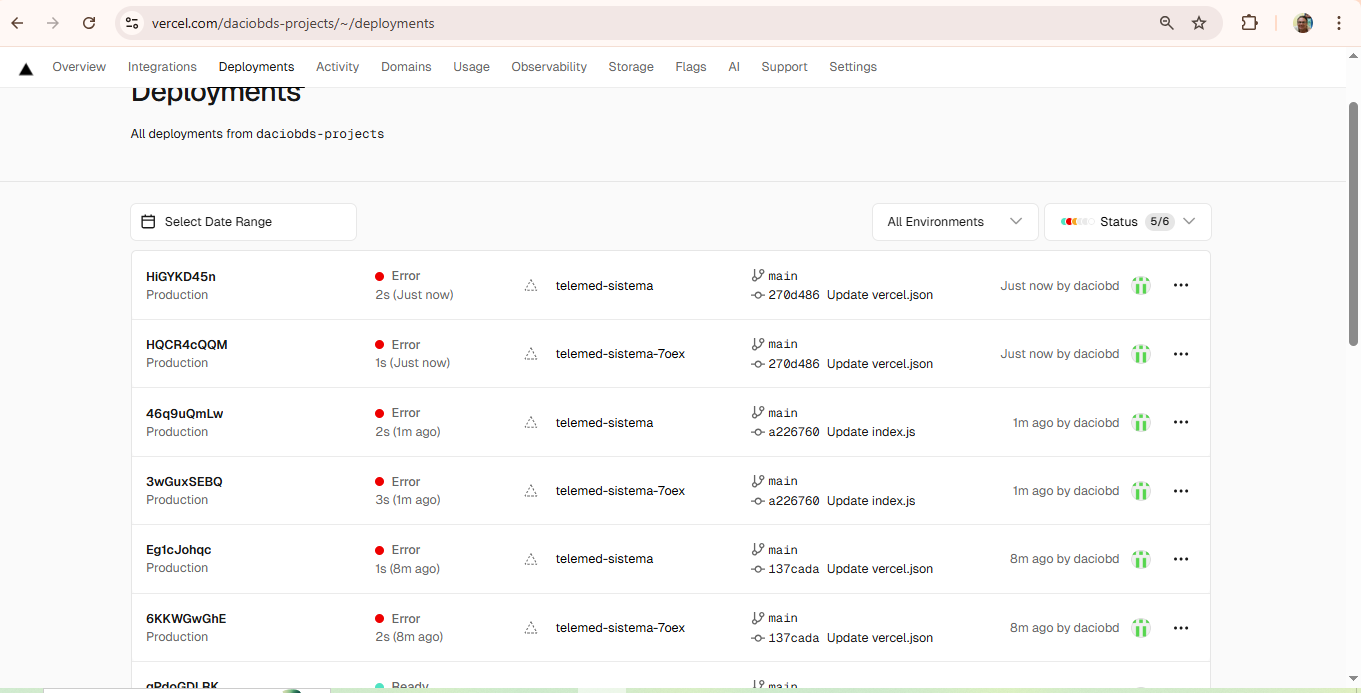 vercel.com/daciobds-projects/~/deployments
Overview Integrations Deployments Activity Domains Usage Observability Storage Flags AI Support Settings
Deployments
All deployments from daciobds-projects
Select Date Range All Environments Status 5/6
HiGYKD45n Error main
Production 2s (Just now) telemed-sistema 270d486 Update vercel.json Just now by daciobd
HQCR4cQQM Error main
Production 1s (Just now) telemed-sistema-7oex 270d486 Update vercel.json Just now by daciobd
46q9uQmLw Error main
Production 2s (1m ago) telemed-sistema a226760 Update index.js 1m ago by daciobd
3wGuxSEBQ Error main
Production 3s (1m ago) telemed-sistema-7oex a226760 Update index.js 1m ago by daciobd
Eg1cJohqc Error main
Production 1s (8m ago) telemed-sistema 137cada Update vercel.json 8m ago by daciobd
6KKWGwGhE Error main
Production 2s (8m ago) telemed-sistema-7oex 137cada Update vercel.json 8m ago by daciobd
Ready main